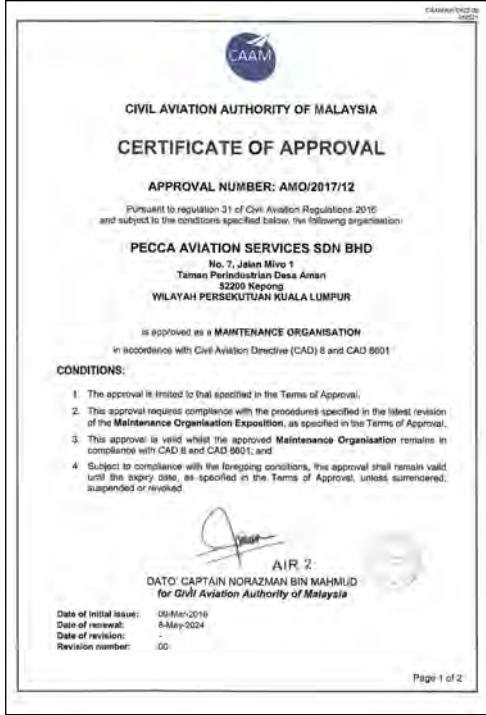 CAAM
CIVIL AVIATION AUTHORITY OF MALAYSIA
CERTIFICATE OF APPROVAL
APPROVAL NUMBER: AMO/2017/12
Pursuant to regulation 31 of Civil Aviation Regulations 2016
and subject to the conditions specified below, the following organisation:
PECCA AVIATION SERVICES SDN BHD
No. 7, Jalan Mivo 1
Taman Perindustrian Desa Aman
52200 Kepong
WILAYAH PERSEKUTUAN KUALA LUMPUR
is approved as a MAINTENANCE ORGANISATION
in accordance with Civil Aviation Directive (CAD) 8 and CAD 8601
CONDITIONS:
1. The approval is limited to that specified in the Terms of Approval.
2. This approval requires compliance with the procedures specified in the latest revision
of the Maintenance Organisation Exposition, as specified in the Terms of Approval.
3. This approval is valid whilst the approved Maintenance Organisation remains in
compliance with CAD 8 and CAD 8601; and
4. Subject to compliance with the foregoing conditions, this approval shall remain valid
until the expiry date, as specified in the Terms of Approval, unless surrendered,
suspended or revoked.
AIR 2
DATO' CAPTAIN NORAZMAN BIN MAHMUD
for Civil Aviation Authority of Malaysia
Date of initial issue:
Date of renewal: 8-May-2024
Date of revision: -
Revision number: 00
Page 1 of 2